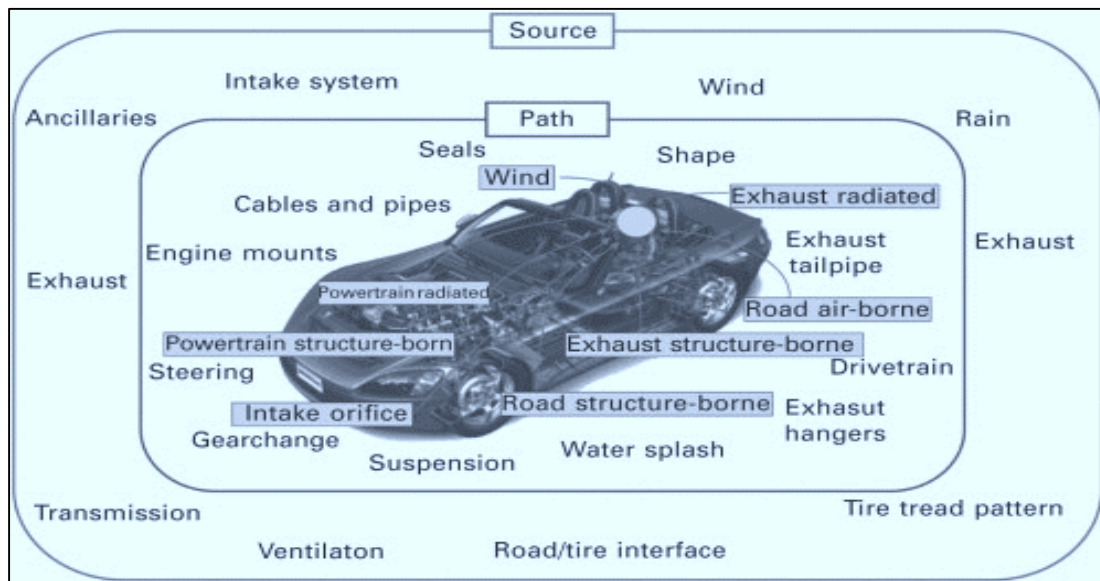 Source
Intake system
Wind
Ancillaries
Rain
Path
Seals
Shape
Wind
Exhaust radiated
Cables and pipes
Engine mounts
Exhaust
tailpipe
Exhaust
Exhaust
Powertrain radiated
Road air-borne
Powertrain structure-born
Exhaust structure-borne
Steering
Drivetrain
Intake orifice
Road structure-borne
Exhasut
hangers
Gearchange
Suspension
Water splash
Transmission
Tire tread pattern
Ventilaton
Road/tire interface